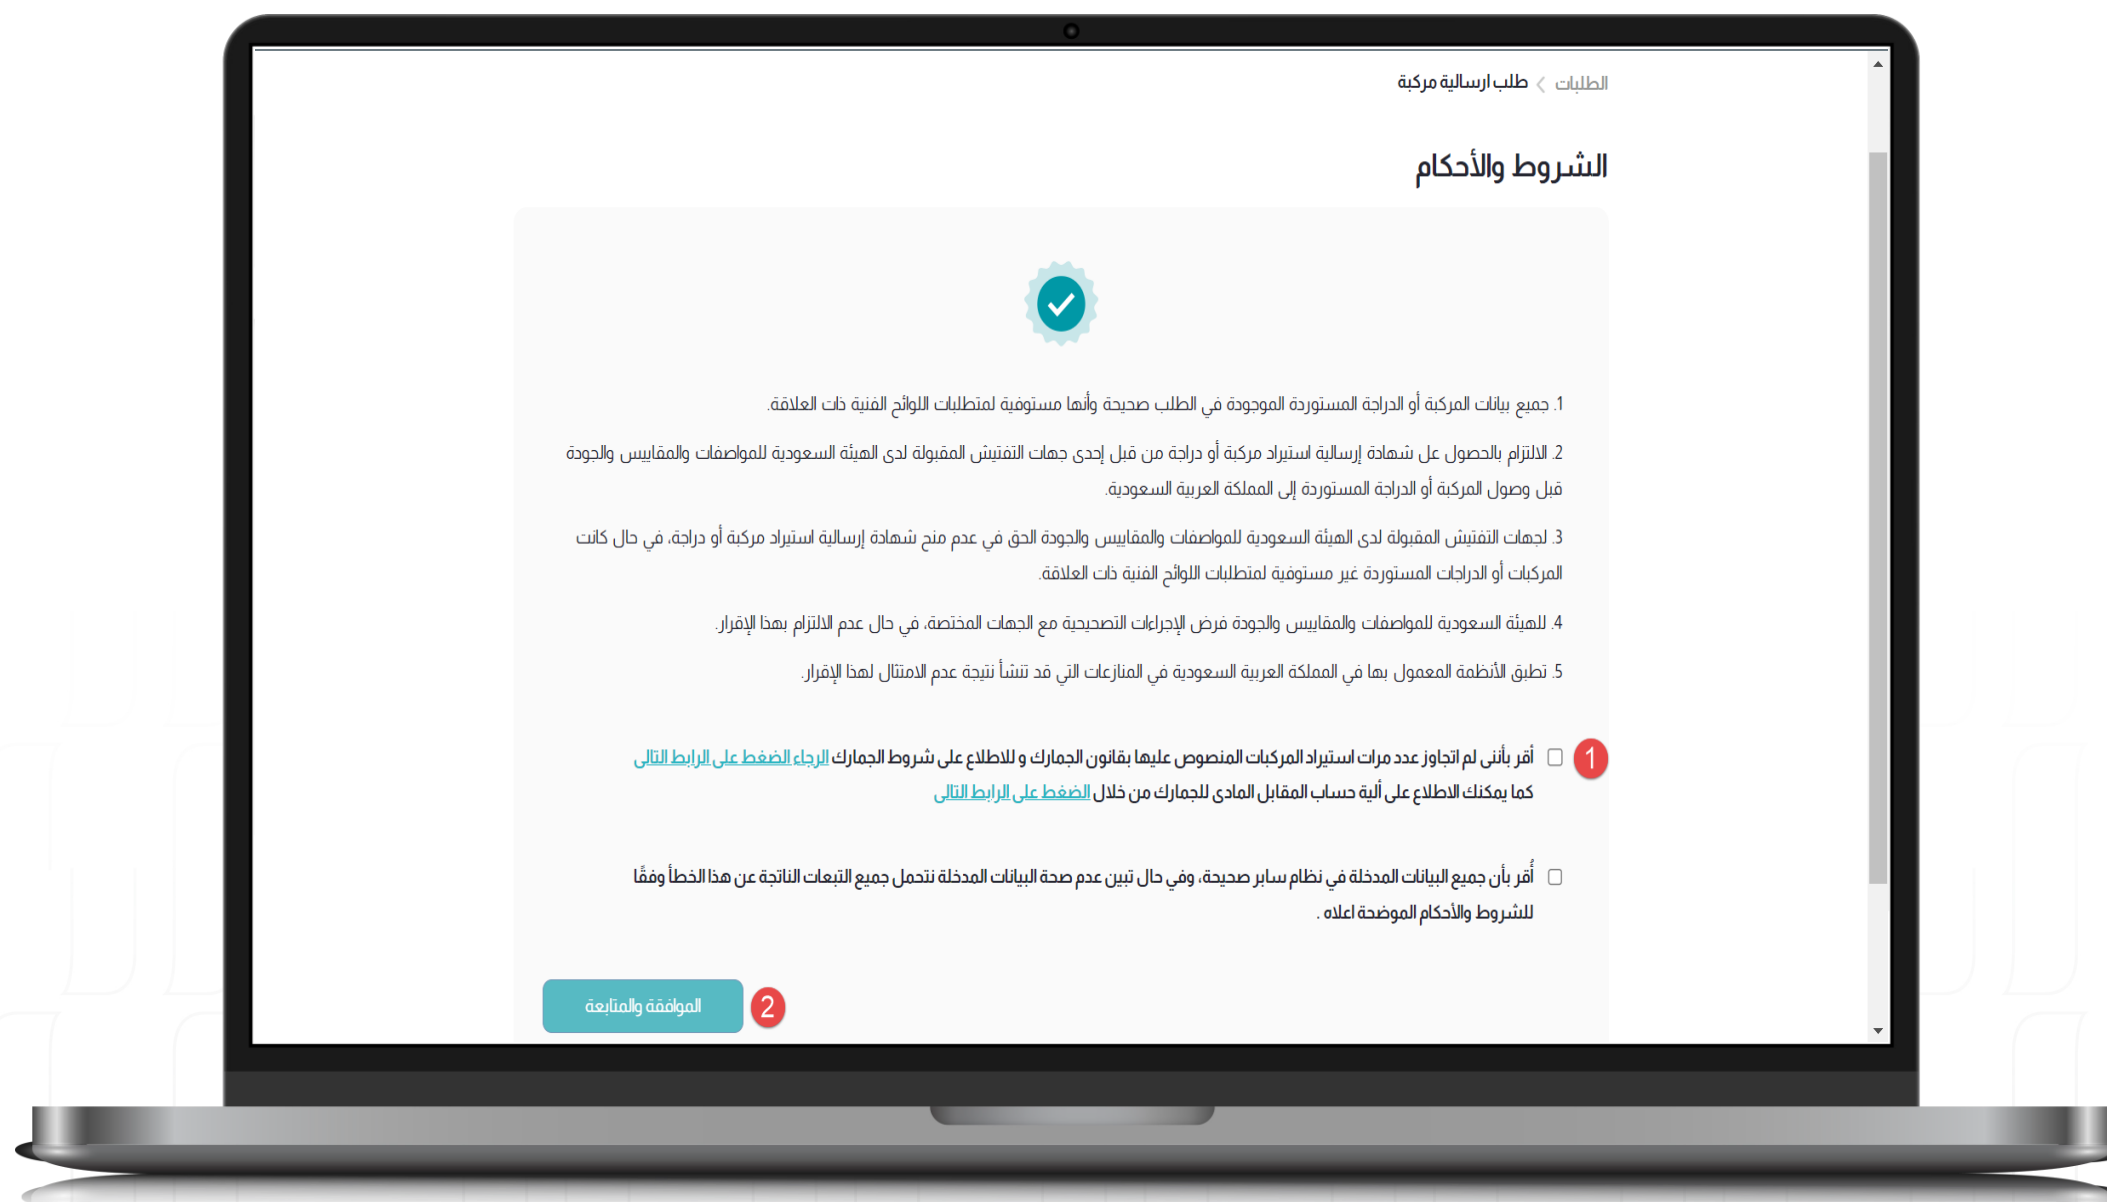 الطلبات > طلب ارسالية مركبة
الشروط والأحكام
1. جميع بيانات المركبة أو الدراجة المستوردة الموجودة في الطلب صحيحة وأنها مستوفية لمتطلبات اللوائح الفنية ذات العلاقة.
2. الالتزام بالحصول عل شهادة إرسالية استيراد مركبة أو دراجة من قبل إحدى جهات التفتيش المقبولة لدى الهيئة السعودية للمواصفات والمقاييس والجودة
قبل وصول المركبة أو الدراجة المستوردة إلى المملكة العربية السعودية.
3. لجهات التفتيش المقبولة لدى الهيئة السعودية للمواصفات والمقاييس والجودة الحق في عدم منح شهادة إرسالية استيراد مركبة أو دراجة، في حال كانت
المركبات أو الدراجات المستوردة غير مستوفية لمتطلبات اللوائح الفنية ذات العلاقة.
4. للهيئة السعودية للمواصفات والمقاييس والجودة فرض الإجراءات التصحيحية مع الجهات المختصة، في حال عدم الالتزام بهذا الإقرار.
5. تطبق الأنظمة المعمول بها في المملكة العربية السعودية في المنازعات التي قد تنشأ نتيجة عدم الامتثال لهذا الإقرار.
1 أقر بأننى لم اتجاوز عدد مرات استيراد المركبات المنصوص عليها بقانون الجمارك و للاطلاع على شروط الجمارك الرجاء الضغط على الرابط التالى
كما يمكنك الاطلاع على ألية حساب المقابل المادى للجمارك من خلال الضغط على الرابط التالى
أُقر بأن جميع البيانات المدخلة في نظام سابر صحيحة، وفي حال تبين عدم صحة البيانات المدخلة نتحمل جميع التبعات الناتجة عن هذا الخطأ وفقًا
للشروط والأحكام الموضحة اعلاه .
2 الموافقة والمتابعة